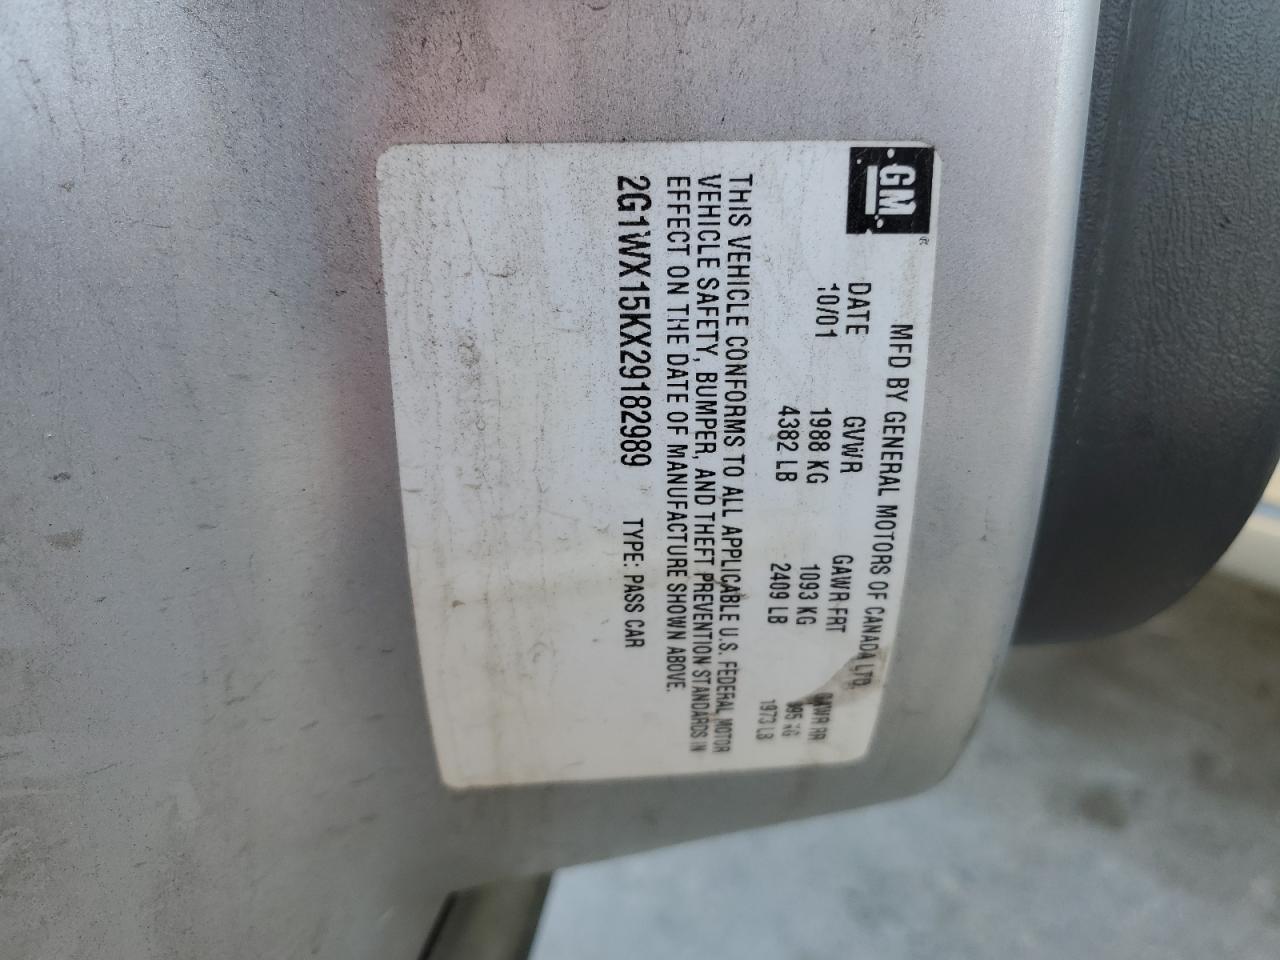 GM
MFD BY GENERAL MOTORS OF CANADA LTD.
DATE GVWR GAWR FRT GAWR RR
10/01 1988 KG 1093 KG 895 KG
4382 LB 2409 LB 1973 LB
THIS VEHICLE CONFORMS TO ALL APPLICABLE U.S. FEDERAL MOTOR
VEHICLE SAFETY, BUMPER, AND THEFT PREVENTION STANDARDS IN
EFFECT ON THE DATE OF MANUFACTURE SHOWN ABOVE.
2G1WX15KX29182989 TYPE: PASS CAR